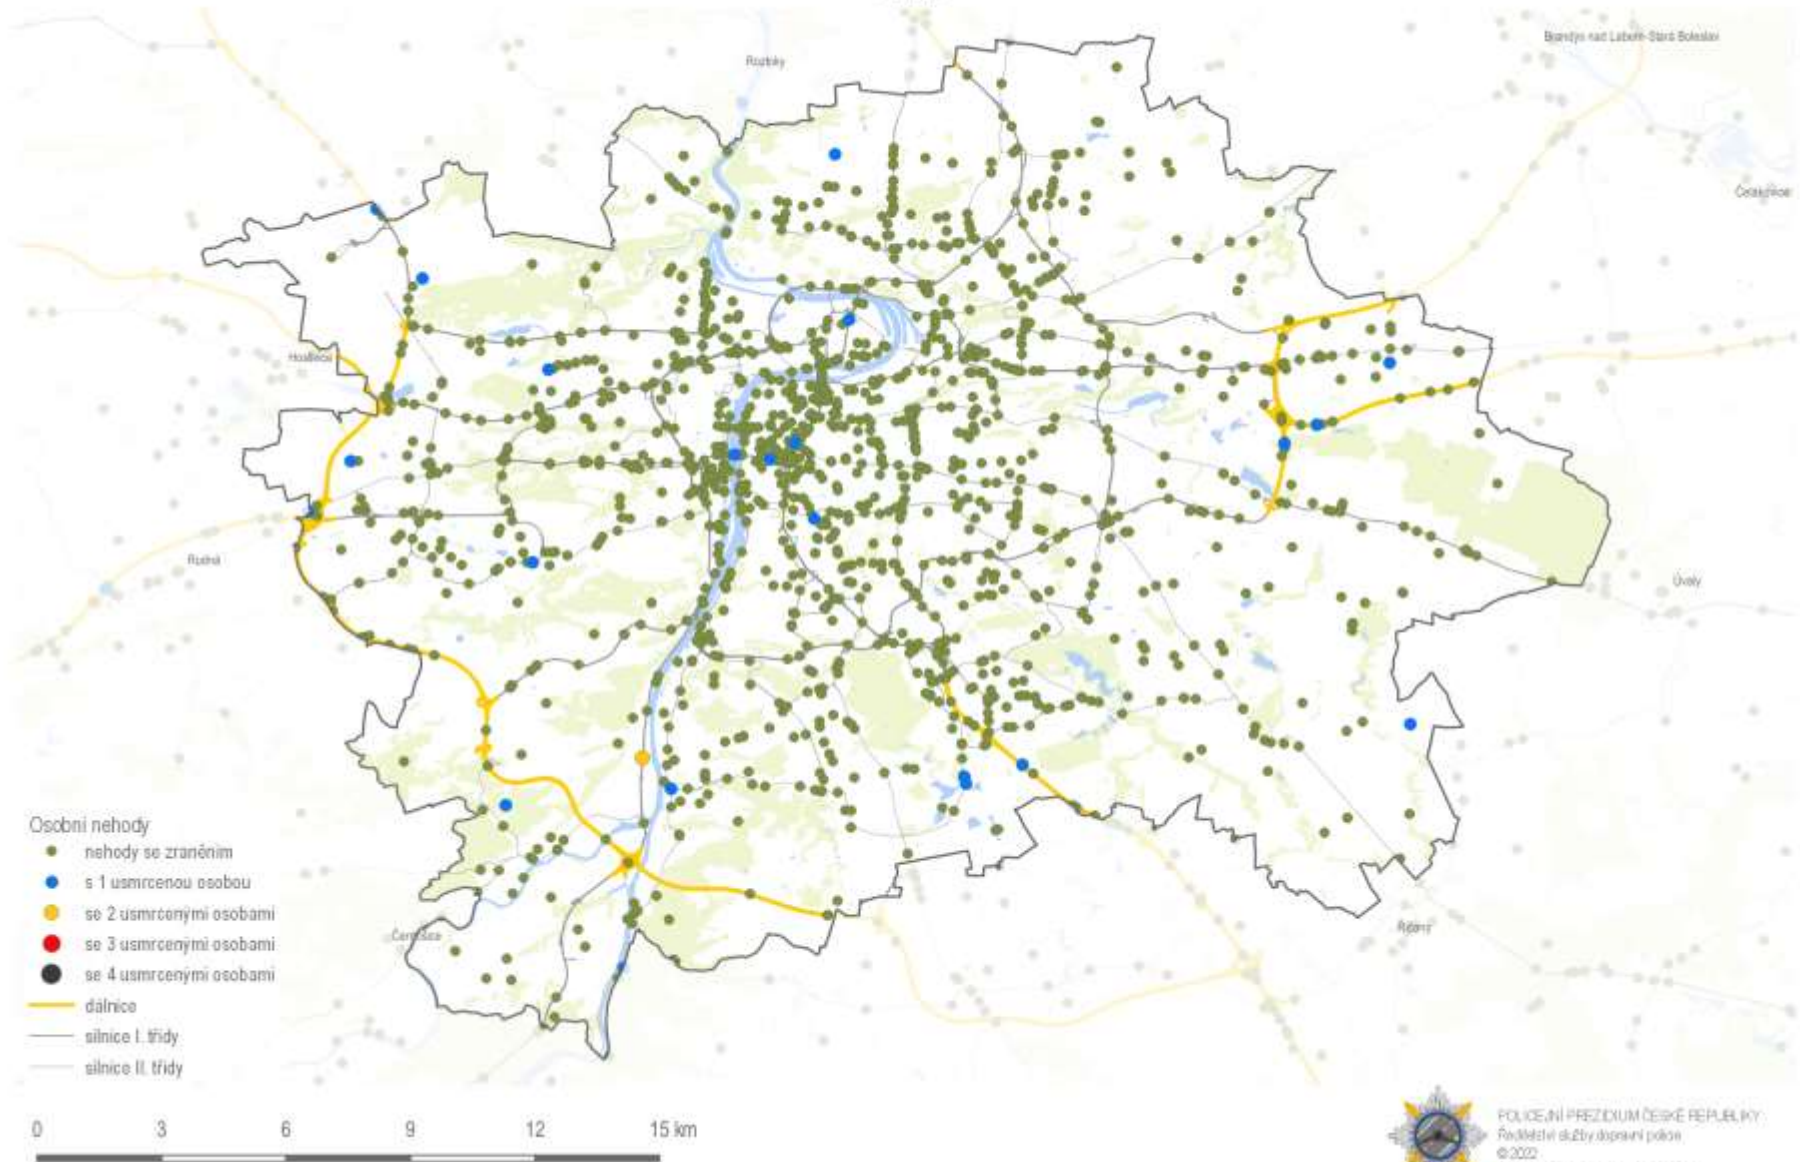 Brandýs nad Labem-Stará Boleslav
Roztoky
Čelákovice
Hostivice
Rudná
Úvaly
Osobní nehody
nehody se zraněním
s 1 usmrcenou osobou
se 2 usmrcenými osobami
se 3 usmrcenými osobami
se 4 usmrcenými osobami
dálnice
silnice I. třídy
silnice II. třídy
Černošice
Říčany
0 3 6 9 12 15 km
POLICEJNÍ PREZIDIUM ČESKÉ REPUBLIKY
Ředitelství služby dopravní policie
© 2022